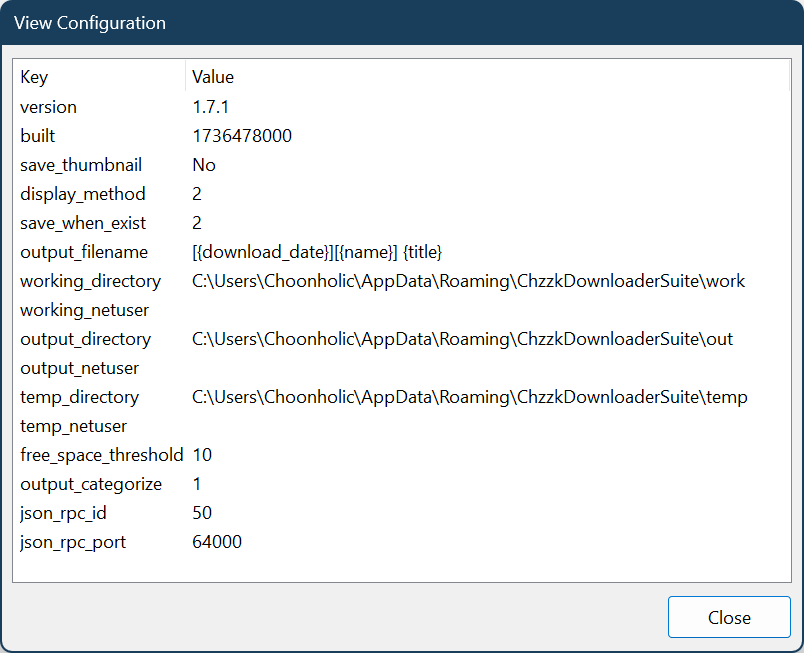 View Configuration
Key Value
version 1.7.1
built 1736478000
save_thumbnail No
display_method 2
save_when_exist 2
output_filename [{download_date}][{name}] {title}
working_directory C:\Users\Choonholic\AppData\Roaming\ChzzkDownloaderSuite\work
working_netuser
output_directory C:\Users\Choonholic\AppData\Roaming\ChzzkDownloaderSuite\out
output_netuser
temp_directory C:\Users\Choonholic\AppData\Roaming\ChzzkDownloaderSuite\temp
temp_netuser
free_space_threshold 10
output_categorize 1
json_rpc_id 50
json_rpc_port 64000
Close